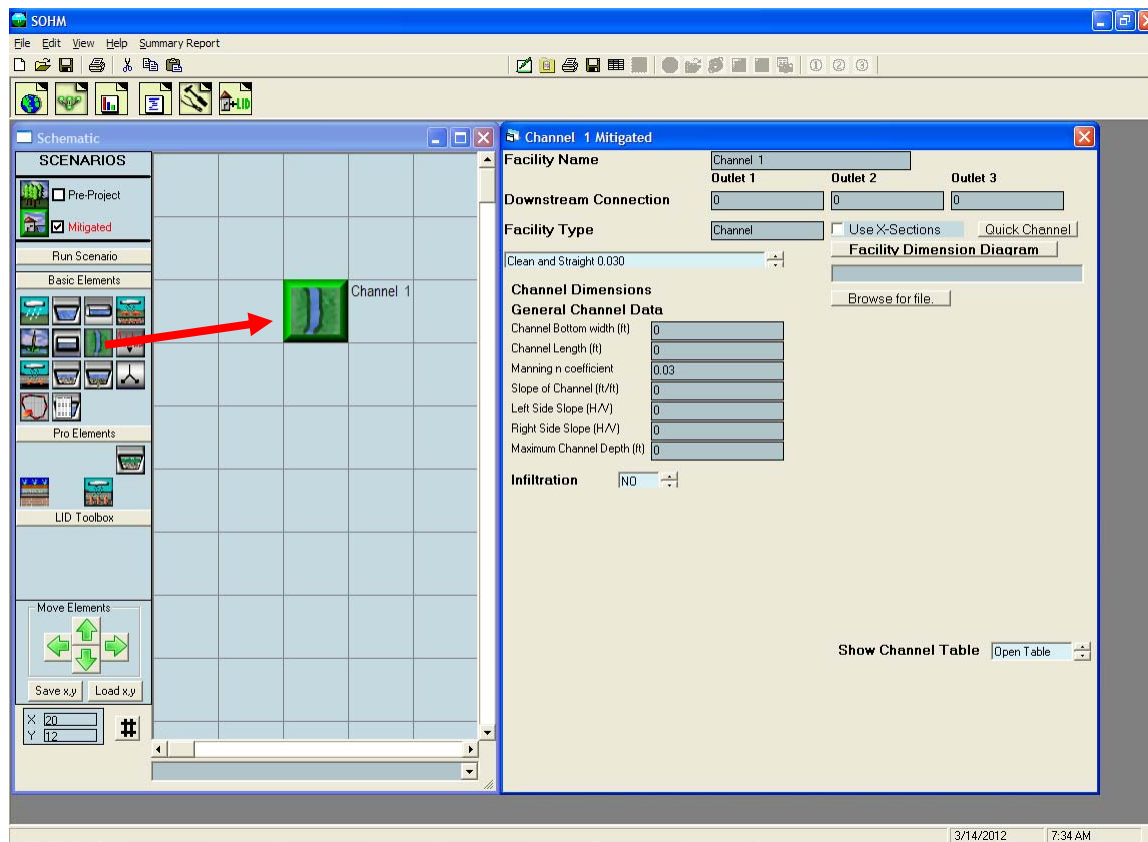 SOHM
File Edit View Help Summary Report
Schematic
SCENARIOS
Pre-Project
Mitigated
Run Scenario
Basic Elements
Pro Elements
LID Toolbox
Move Elements
Save x,y Load x,y
X 20
Y 12
#
+LID
Channel 1
Channel 1 Mitigated
Facility Name Channel 1
Outlet 1 Outlet 2 Outlet 3
Downstream Connection 0 0 0
Facility Type Channel Use X-Sections Quick Channel
Facility Dimension Diagram
Clean and Straight 0.030
Browse for file.
Channel Dimensions
General Channel Data
Channel Bottom width (ft) 0
Channel Length (ft) 0
Manning n coefficient 0.03
Slope of Channel (ft/ft) 0
Left Side Slope (H/V) 0
Right Side Slope (H/V) 0
Maximum Channel Depth (ft) 0
Infiltration NO
Show Channel Table Open Table
3/14/2012 7:34 AM